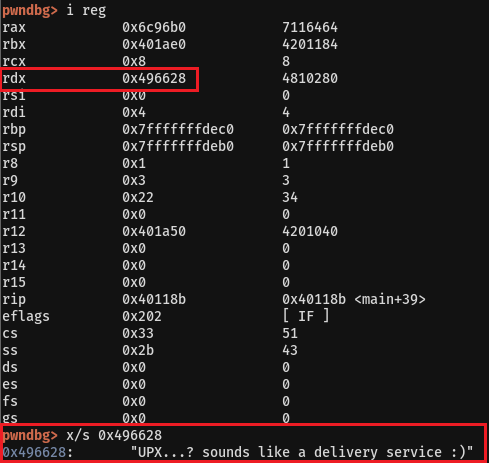 pwndbg> i reg
rax 0x6c96b0 7116464
rbx 0x401ae0 4201184
rcx 0x8 8
rdx 0x496628 4810280
rsi 0x0 0
rdi 0x4 4
rbp 0x7fffffffdec0 0x7fffffffdec0
rsp 0x7fffffffdeb0 0x7fffffffdeb0
r8 0x1 1
r9 0x3 3
r10 0x22 34
r11 0x0 0
r12 0x401a50 4201040
r13 0x0 0
r14 0x0 0
r15 0x0 0
rip 0x40118b 0x40118b <main+39>
eflags 0x202 [ IF ]
cs 0x33 51
ss 0x2b 43
ds 0x0 0
es 0x0 0
fs 0x0 0
gs 0x0 0
pwndbg> x/s 0x496628
0x496628: "UPX...? sounds like a delivery service :)"